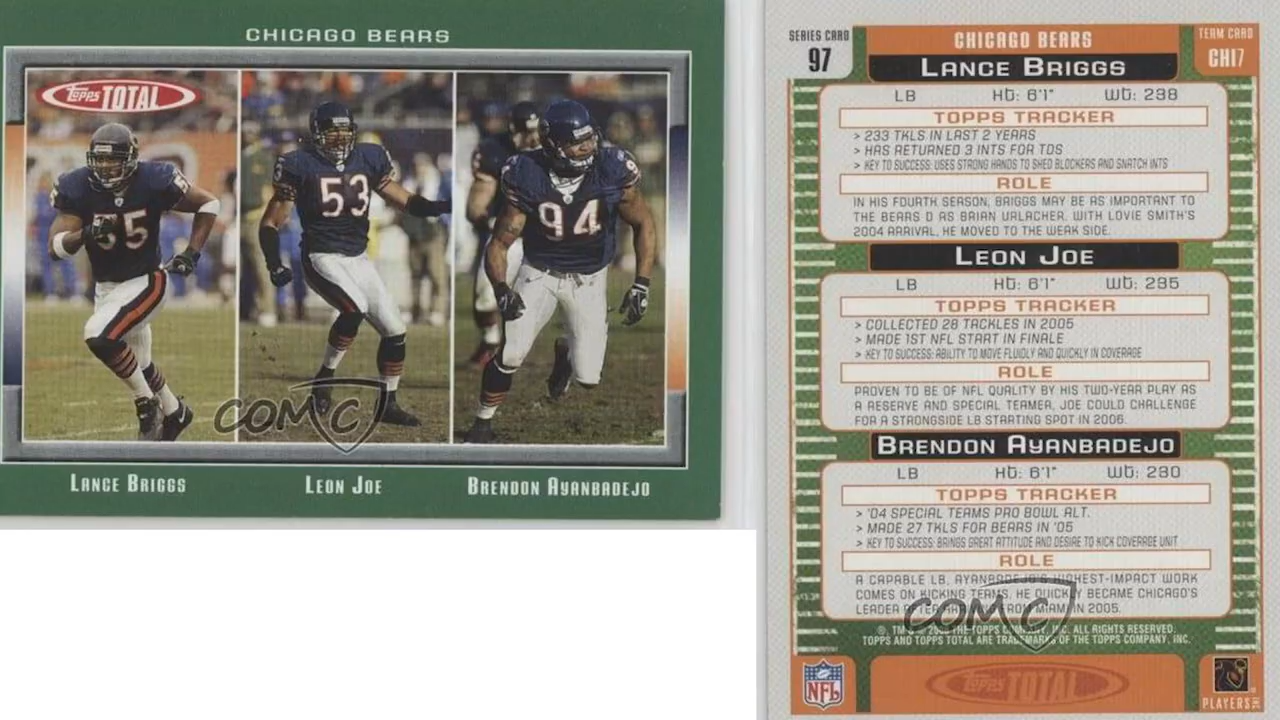 CHICAGO BEARS
Topps TOTAL
55
53
94
COMC
LANCE BRIGGS
LEON JOE
BRENDON AYANBADEJO
SERIES CARD
97
CHICAGO BEARS
TEAM CARD
CHI7
LANCE BRIGGS
LB HT: 6'1" WT: 238
TOPPS TRACKER
> 233 TKLS IN LAST 2 YEARS
> HAS RETURNED 3 INTS FOR TDS
> KEY TO SUCCESS: USES STRONG HANDS TO SHED BLOCKERS AND SNATCH INTS
ROLE
IN HIS FOURTH SEASON, BRIGGS MAY BE AS IMPORTANT TO
THE BEARS D AS BRIAN URLACHER. WITH LOVIE SMITH'S
2004 ARRIVAL, HE MOVED TO THE WEAK SIDE.
LEON JOE
LB HT: 6'1" WT: 235
TOPPS TRACKER
> COLLECTED 28 TACKLES IN 2005
> MADE 1ST NFL START IN FINALE
> KEY TO SUCCESS: ABILITY TO MOVE FLUIDLY AND QUICKLY IN COVERAGE
ROLE
PROVEN TO BE OF NFL QUALITY BY HIS TWO-YEAR PLAY AS
A RESERVE AND SPECIAL TEAMER, JOE COULD CHALLENGE
FOR A STRONGSIDE LB STARTING SPOT IN 2006.
BRENDON AYANBADEJO
LB HT: 6'1" WT: 230
TOPPS TRACKER
> '04 SPECIAL TEAMS PRO BOWL ALT.
> MADE 27 TKLS FOR BEARS IN '05
> KEY TO SUCCESS: BRINGS GREAT ATTITUDE AND DESIRE TO KICK COVERAGE UNIT
ROLE
A CAPABLE LB, AYANBADEJO'S HIGHEST-IMPACT WORK
COMES ON KICKING TEAMS. HE QUICKLY BECAME CHICAGO'S
LEADER FROM MIAMI IN 2005.
COMC
®, TM & © THE TOPPS COMPANY, INC. ALL RIGHTS RESERVED.
TOPPS AND TOPPS TOTAL ARE TRADEMARKS OF THE TOPPS COMPANY, INC.
NFL
Topps TOTAL
PLAYERS INC